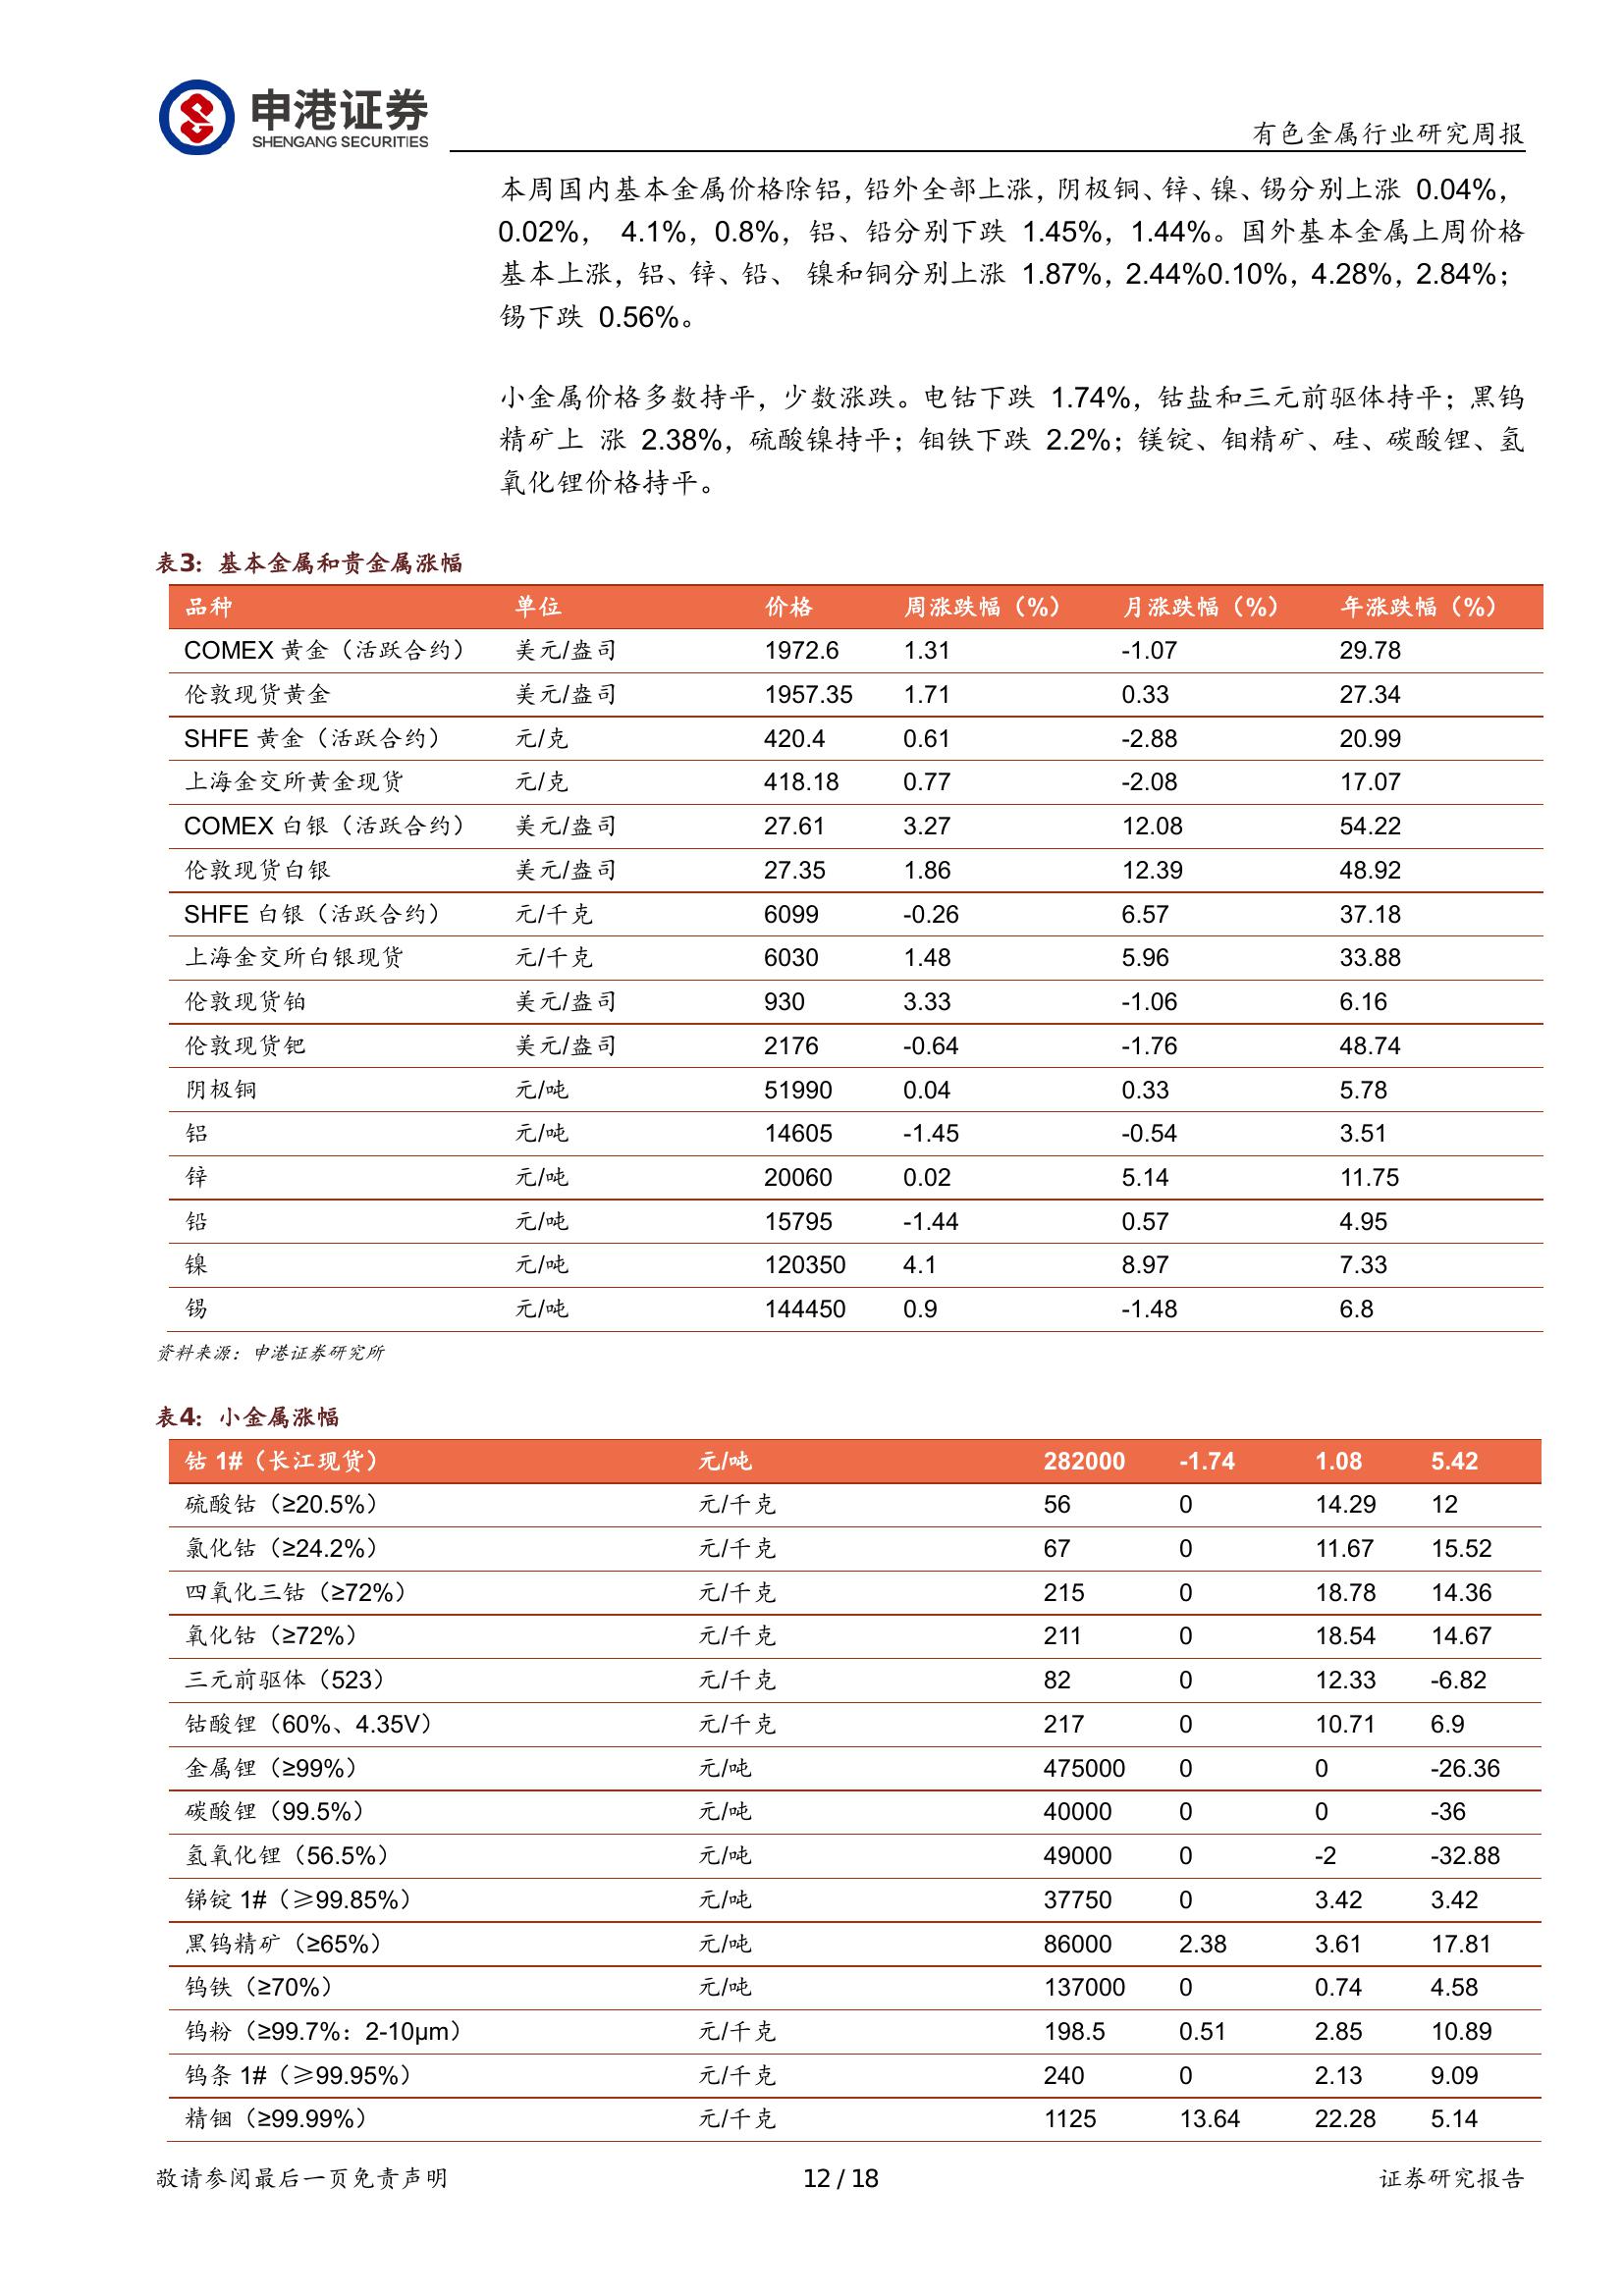 申港证券
SHENGANG SECURITIES
有色金属行业研究周报
本周国内基本金属价格除铝，铅外全部上涨，阴极铜、锌、镍、锡分别上涨 0.04%，
0.02%， 4.1%，0.8%，铝、铅分别下跌 1.45%，1.44%。国外基本金属上周价格
基本上涨，铝、锌、铅、 镍和铜分别上涨 1.87%，2.44%0.10%，4.28%，2.84%；
锡下跌 0.56%。
小金属价格多数持平，少数涨跌。电钴下跌 1.74%，钴盐和三元前驱体持平；黑钨
精矿上 涨 2.38%，硫酸镍持平；钼铁下跌 2.2%；镁锭、钼精矿、硅、碳酸锂、氢
氧化锂价格持平。
表3：基本金属和贵金属涨幅
品种 单位 价格 周涨跌幅（%） 月涨跌幅（%） 年涨跌幅（%）
COMEX 黄金（活跃合约） 美元/盎司 1972.6 1.31 -1.07 29.78
伦敦现货黄金 美元/盎司 1957.35 1.71 0.33 27.34
SHFE 黄金（活跃合约） 元/克 420.4 0.61 -2.88 20.99
上海金交所黄金现货 元/克 418.18 0.77 -2.08 17.07
COMEX 白银（活跃合约） 美元/盎司 27.61 3.27 12.08 54.22
伦敦现货白银 美元/盎司 27.35 1.86 12.39 48.92
SHFE 白银（活跃合约） 元/千克 6099 -0.26 6.57 37.18
上海金交所白银现货 元/千克 6030 1.48 5.96 33.88
伦敦现货铂 美元/盎司 930 3.33 -1.06 6.16
伦敦现货钯 美元/盎司 2176 -0.64 -1.76 48.74
阴极铜 元/吨 51990 0.04 0.33 5.78
铝 元/吨 14605 -1.45 -0.54 3.51
锌 元/吨 20060 0.02 5.14 11.75
铅 元/吨 15795 -1.44 0.57 4.95
镍 元/吨 120350 4.1 8.97 7.33
锡 元/吨 144450 0.9 -1.48 6.8
资料来源：申港证券研究所
表4：小金属涨幅
钴 1#（长江现货） 元/吨 282000 -1.74 1.08 5.42
硫酸钴（≥20.5%） 元/千克 56 0 14.29 12
氯化钴（≥24.2%） 元/千克 67 0 11.67 15.52
四氧化三钴（≥72%） 元/千克 215 0 18.78 14.36
氧化钴（≥72%） 元/千克 211 0 18.54 14.67
三元前驱体（523） 元/千克 82 0 12.33 -6.82
钴酸锂（60%、4.35V） 元/千克 217 0 10.71 6.9
金属锂（≥99%） 元/吨 475000 0 0 -26.36
碳酸锂（99.5%） 元/吨 40000 0 0 -36
氢氧化锂（56.5%） 元/吨 49000 0 -2 -32.88
锑锭 1#（≥99.85%） 元/吨 37750 0 3.42 3.42
黑钨精矿（≥65%） 元/吨 86000 2.38 3.61 17.81
钨铁（≥70%） 元/吨 137000 0 0.74 4.58
钨粉（≥99.7%：2-10μm） 元/千克 198.5 0.51 2.85 10.89
钨条 1#（≥99.95%） 元/千克 240 0 2.13 9.09
精铟（≥99.99%） 元/千克 1125 13.64 22.28 5.14
敬请参阅最后一页免责声明 12 / 18 证券研究报告